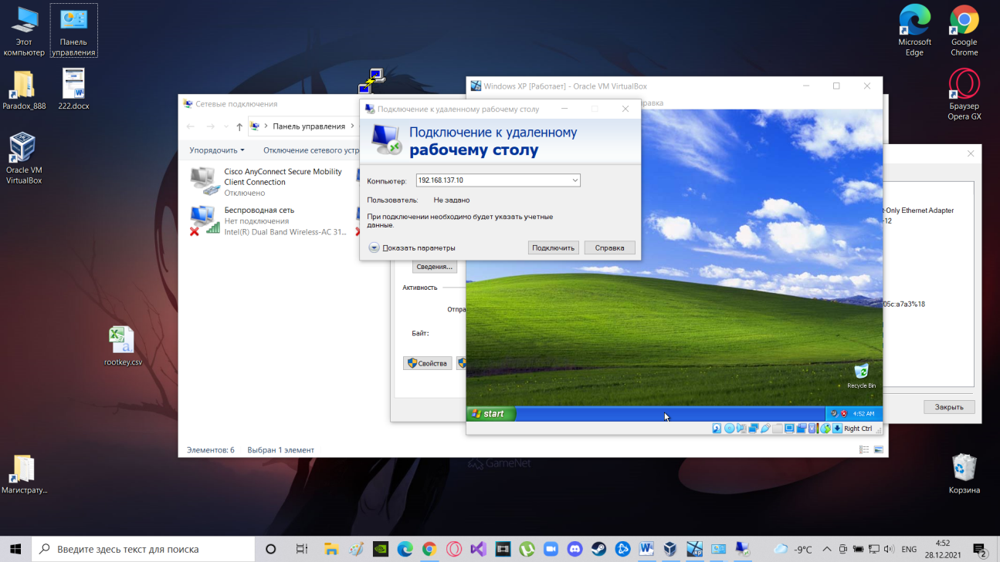 Этот
компьютер
Панель
управления
Paradox_888
222.docx
Oracle VM
VirtualBox
rootkey.csv
Магистрату...
Microsoft
Edge
Google
Chrome
Браузер
Opera GX
Корзина
Сетевые подключения
Панель управления
Упорядочить
Отключение сетевого устр
Cisco AnyConnect Secure Mobility
Client Connection
Отключено
Беспроводная сеть
Нет подключения
Intel(R) Dual Band Wireless-AC 31...
Элементов: 6
Выбран 1 элемент
Подключение к удаленному рабочему столу
Подключение к удаленному
рабочему столу
Компьютер:
192.168.137.10
Пользователь:
Не задано
При подключении необходимо будет указать учетные
данные.
Показать параметры
Подключить
Справка
Сведения...
Активность
Отпра
Байт:
Свойства
Windows XP [Работает] - Oracle VM VirtualBox
равка
Recycle Bin
start
4:52 AM
Right Ctrl
t-Only Ethernet Adapter
-12
05c:a7a3%18
Закрыть
GameNet
Введите здесь текст для поиска
-9°C
ENG
4:52
28.12.2021
2